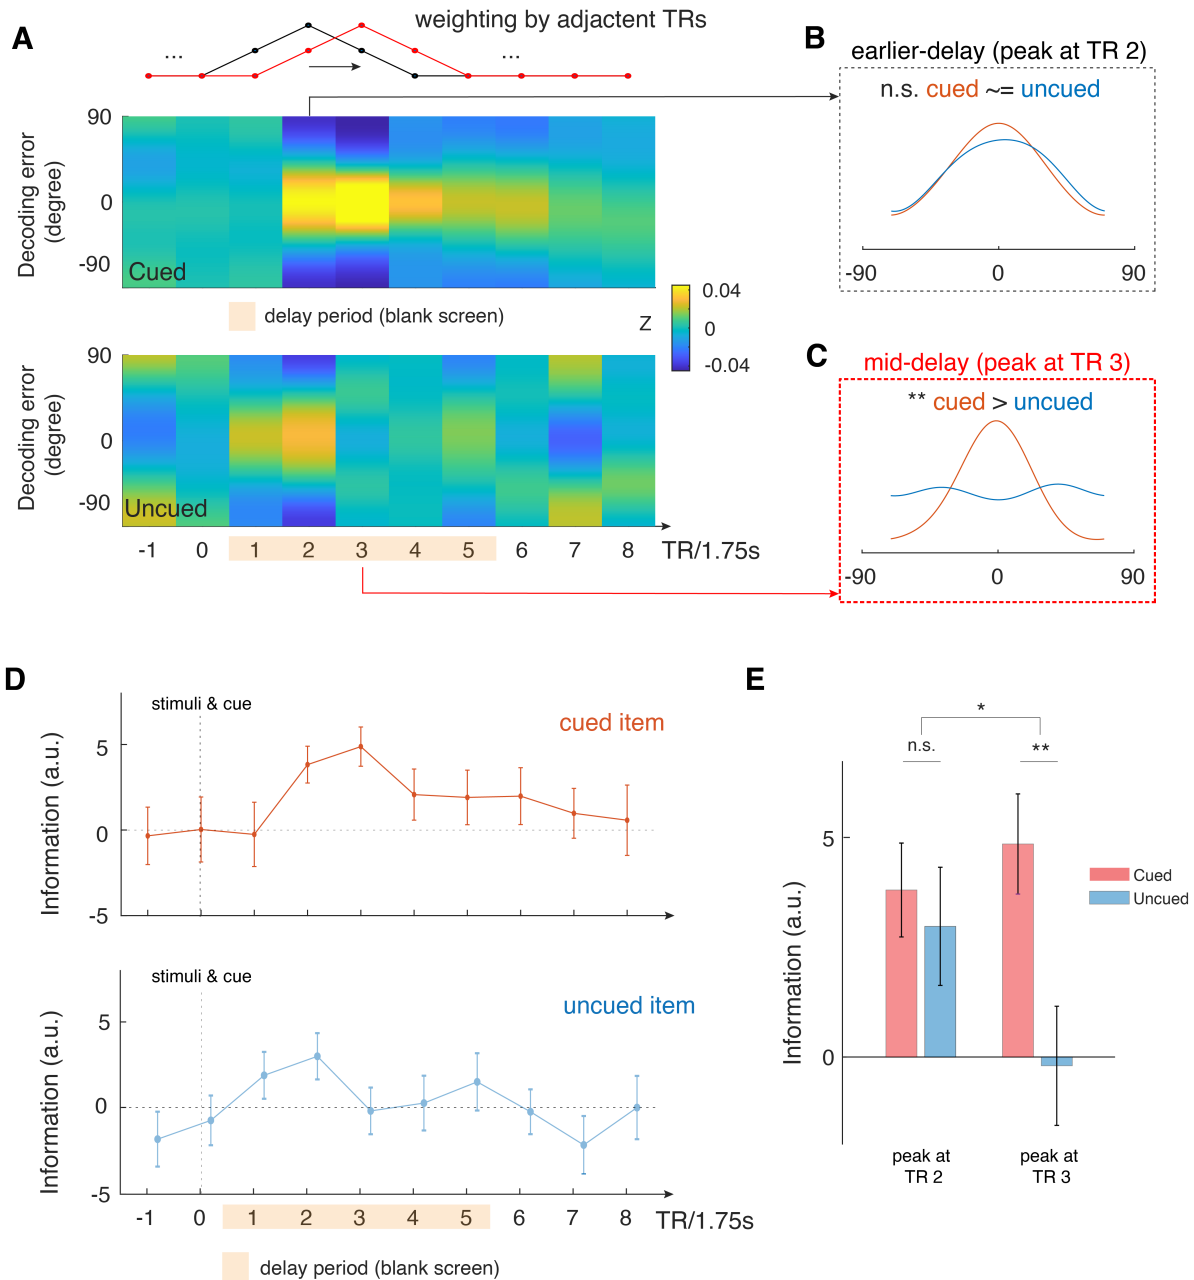 A
weighting by adjactent TRs
... ...
90
0
-90
Decoding error
(degree)
Cued
delay period (blank screen)
Z
0.04
0
-0.04
90
0
-90
Decoding error
(degree)
Uncued
-1 0 1 2 3 4 5 6 7 8 TR/1.75s
B
earlier-delay (peak at TR 2)
n.s. cued ~= uncued
-90 0 90
C
mid-delay (peak at TR 3)
** cued > uncued
-90 0 90
D
stimuli & cue
cued item
5
0
-5
Information (a.u.)
stimuli & cue
uncued item
5
0
-5
Information (a.u.)
-1 0 1 2 3 4 5 6 7 8 TR/1.75s
delay period (blank screen)
E
*
n.s. **
5
0
Information (a.u.)
Cued
Uncued
peak at
TR 2
peak at
TR 3